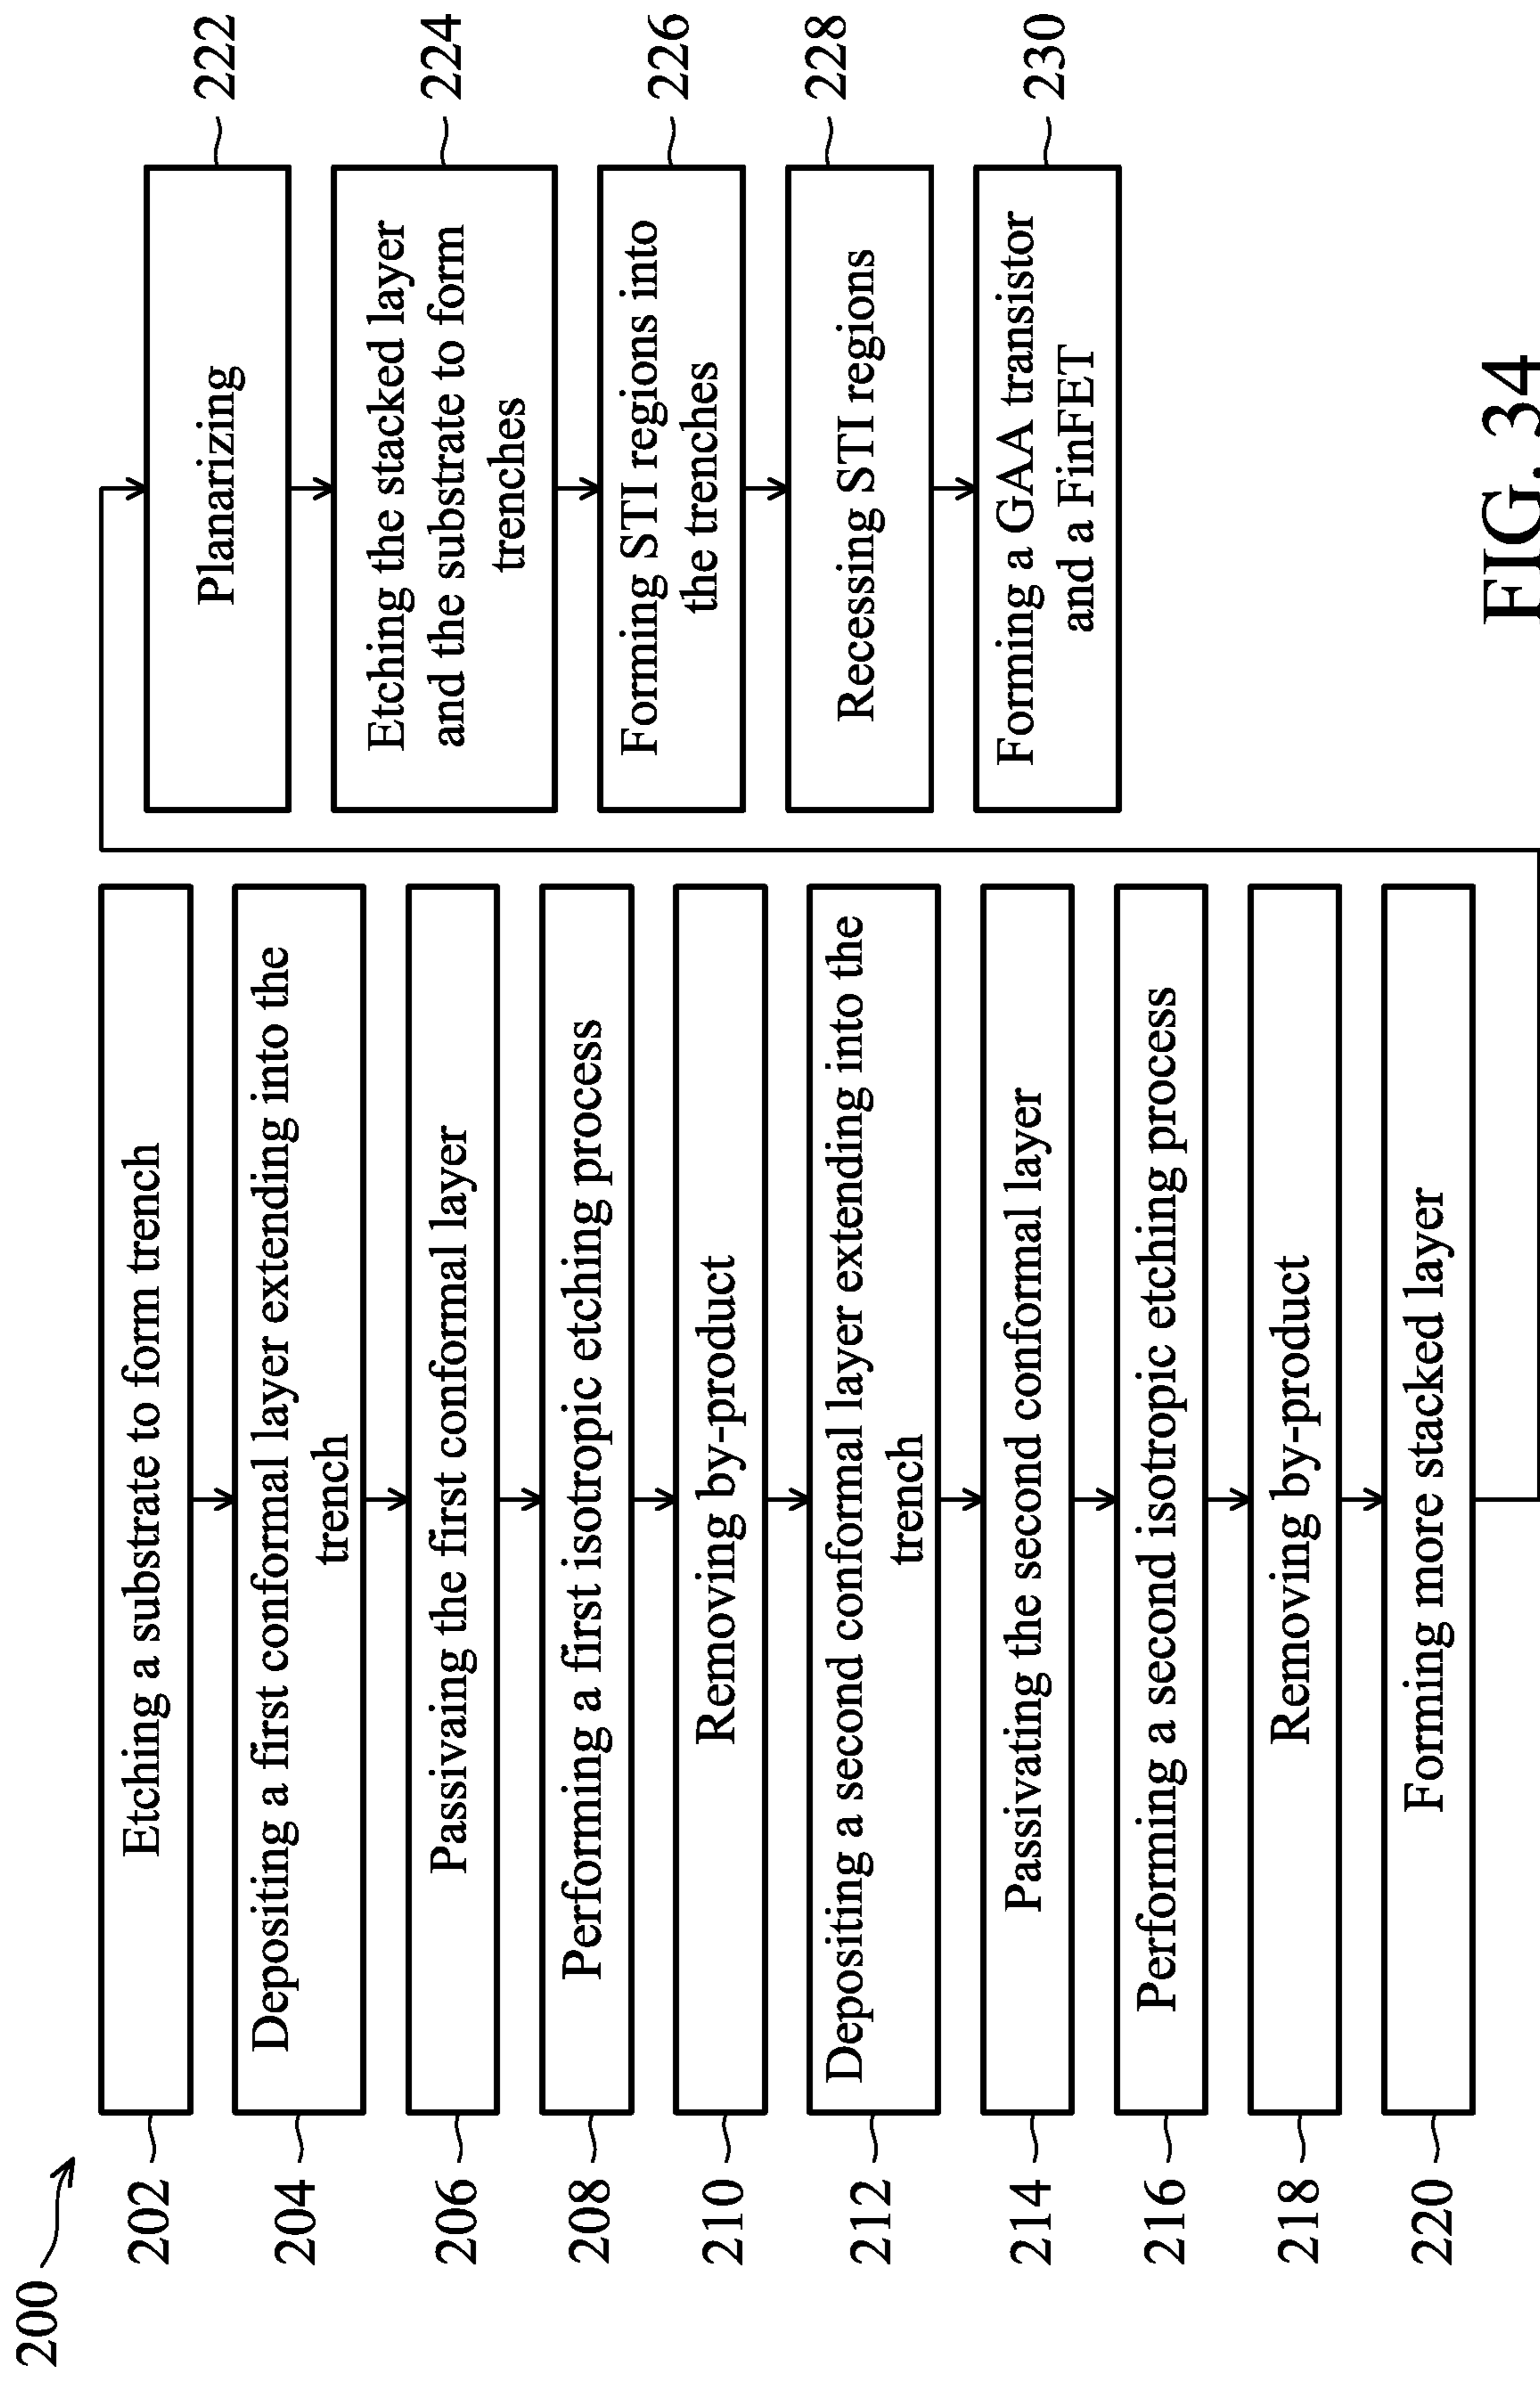 200
202
Etching a substrate to form trench
204
Depositing a first conformal layer extending into the
trench
206
Passivaing the first conformal layer
208
Performing a first isotropic etching process
210
Removing by-product
212
Depositing a second conformal layer extending into the
trench
214
Passivating the second conformal layer
216
Performing a second isotropic etching process
218
Removing by-product
220
Forming more stacked layer
Planarizing
222
Etching the stacked layer
and the substrate to form
trenches
224
Forming STI regions into
the trenches
226
Recessing STI regions
228
Forming a GAA transistor
and a FinFET
230
FIG. 34